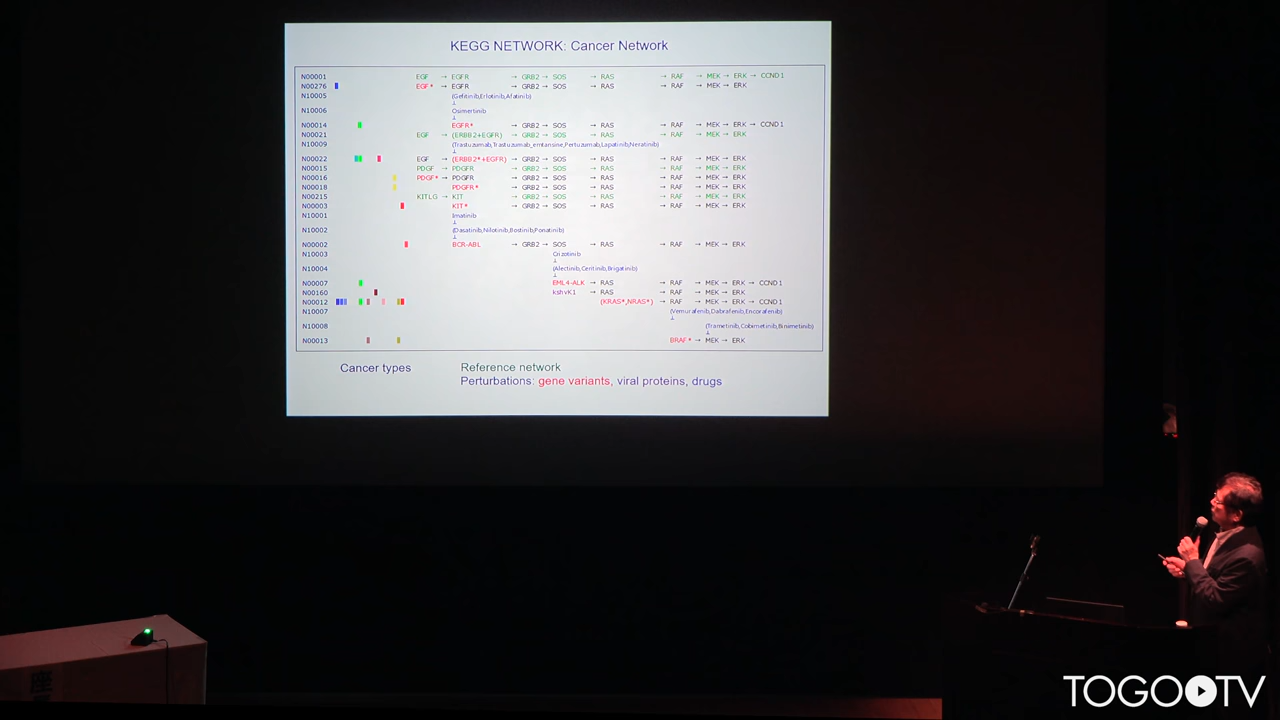 KEGG NETWORK: Cancer Network
N00001 EGF → EGFR → GRB2 → SOS → RAS → RAF → MEK → ERK → CCND1
N00276 EGF* → EGFR → GRB2 → SOS → RAS → RAF → MEK → ERK
N10005 (Gefitinib,Erlotinib,Afatinib)
N10006 Osimertinib
N00014 EGFR* → GRB2 → SOS → RAS → RAF → MEK → ERK → CCND1
N00021 EGF → (ERBB2+EGFR) → GRB2 → SOS → RAS → RAF → MEK → ERK
N10009 (Trastuzumab,Trastuzumab_emtansine,Pertuzumab,Lapatinib,Neratinib)
N00022 EGF → (ERBB2*+EGFR) → GRB2 → SOS → RAS → RAF → MEK → ERK
N00015 PDGF → PDGFR → GRB2 → SOS → RAS → RAF → MEK → ERK
N00016 PDGF* → PDGFR → GRB2 → SOS → RAS → RAF → MEK → ERK
N00018 PDGFR* → GRB2 → SOS → RAS → RAF → MEK → ERK
N00215 KITLG → KIT → GRB2 → SOS → RAS → RAF → MEK → ERK
N00003 KIT* → GRB2 → SOS → RAS → RAF → MEK → ERK
N10001 Imatinib
N10002 (Dasatinib,Nilotinib,Bostinib,Ponatinib)
N00002 BCR-ABL → GRB2 → SOS → RAS → RAF → MEK → ERK
N10003 Crizotinib
N10004 (Alectinib,Ceritinib,Brigatinib)
N00007 EML4-ALK → RAS → RAF → MEK → ERK → CCND1
N00160 kshvK1 → RAS → RAF → MEK → ERK
N00012 (KRAS*,NRAS*) → RAF → MEK → ERK → CCND1
N10007 (Vemurafenib,Dabrafenib,Encorafenib)
N10008 (Trametinib,Cobimetinib,Binimetinib)
N00013 BRAF* → MEK → ERK
Cancer types Reference network
Perturbations: gene variants, viral proteins, drugs
TOGO TV